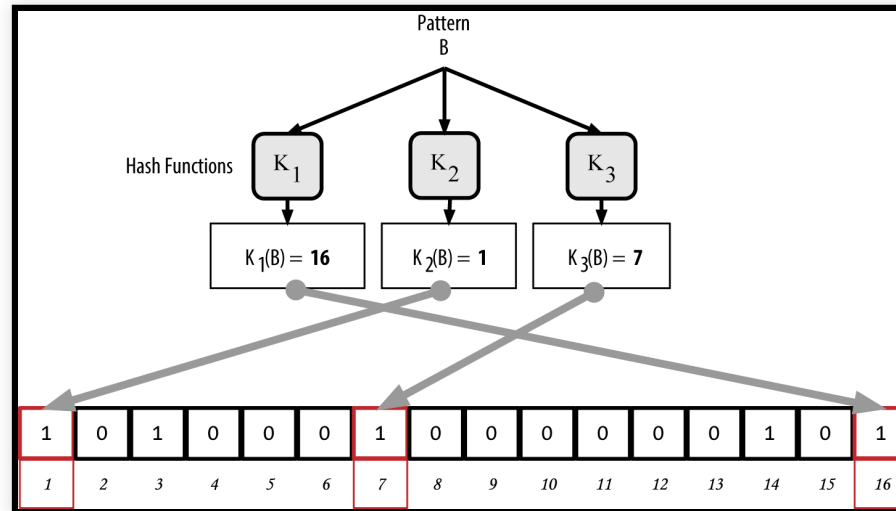 Pattern
B
Hash Functions
K1
K2
K3
K1(B) = 16
K2(B) = 1
K3(B) = 7
1 0 1 0 0 0 1 0 0 0 0 0 0 1 0 1
1 2 3 4 5 6 7 8 9 10 11 12 13 14 15 16